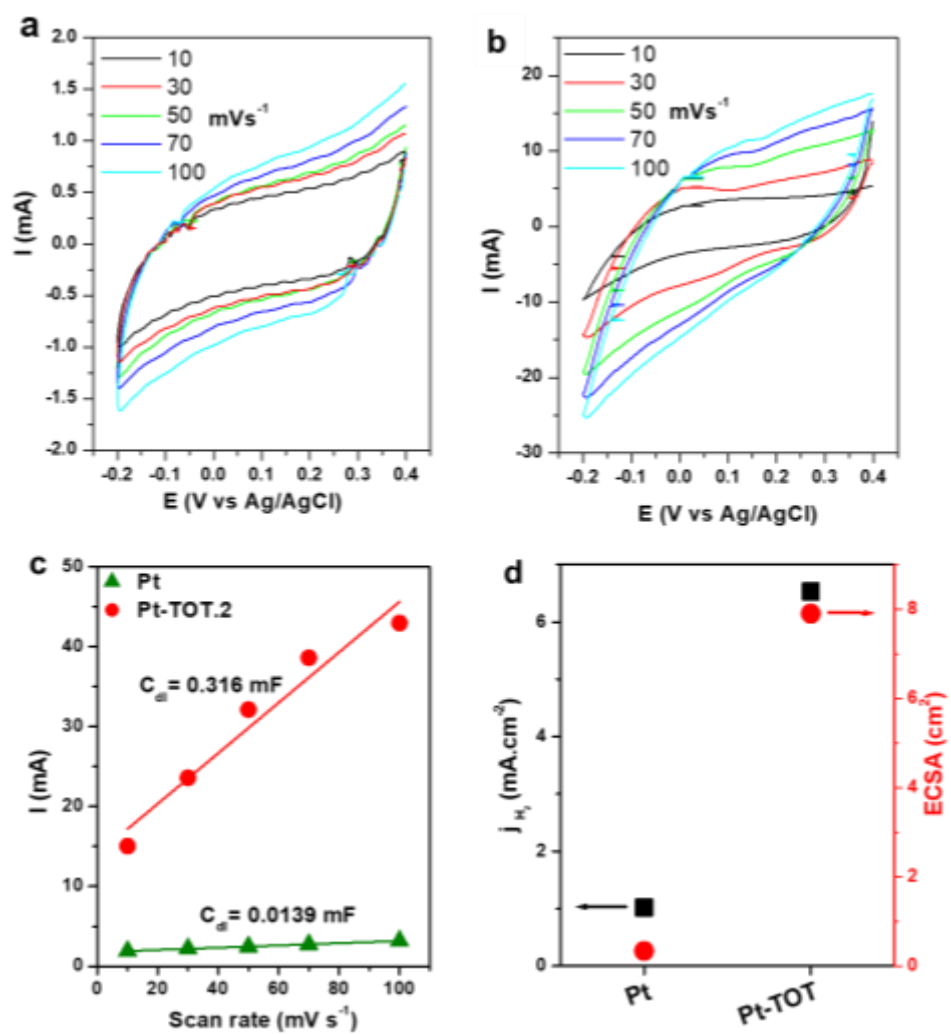 a
2.0
1.5
1.0
0.5
0.0
-0.5
-1.0
-1.5
-2.0
I (mA)
10
30
50 mVs⁻¹
70
100
-0.2 -0.1 0.0 0.1 0.2 0.3 0.4
E (V vs Ag/AgCl)
b
20
10
0
-10
-20
-30
I (mA)
10
30
50 mVs⁻¹
70
100
-0.2 -0.1 0.0 0.1 0.2 0.3 0.4
E (V vs Ag/AgCl)
c
50
40
30
20
10
0
I (mA)
Pt
Pt-TOT.2
C_dl = 0.316 mF
C_dl = 0.0139 mF
0 20 40 60 80 100
Scan rate (mV s⁻¹)
d
6
4
2
0
j_H₂ (mA.cm⁻²)
8
6
4
2
0
ECSA (cm²)
Pt
Pt-TOT